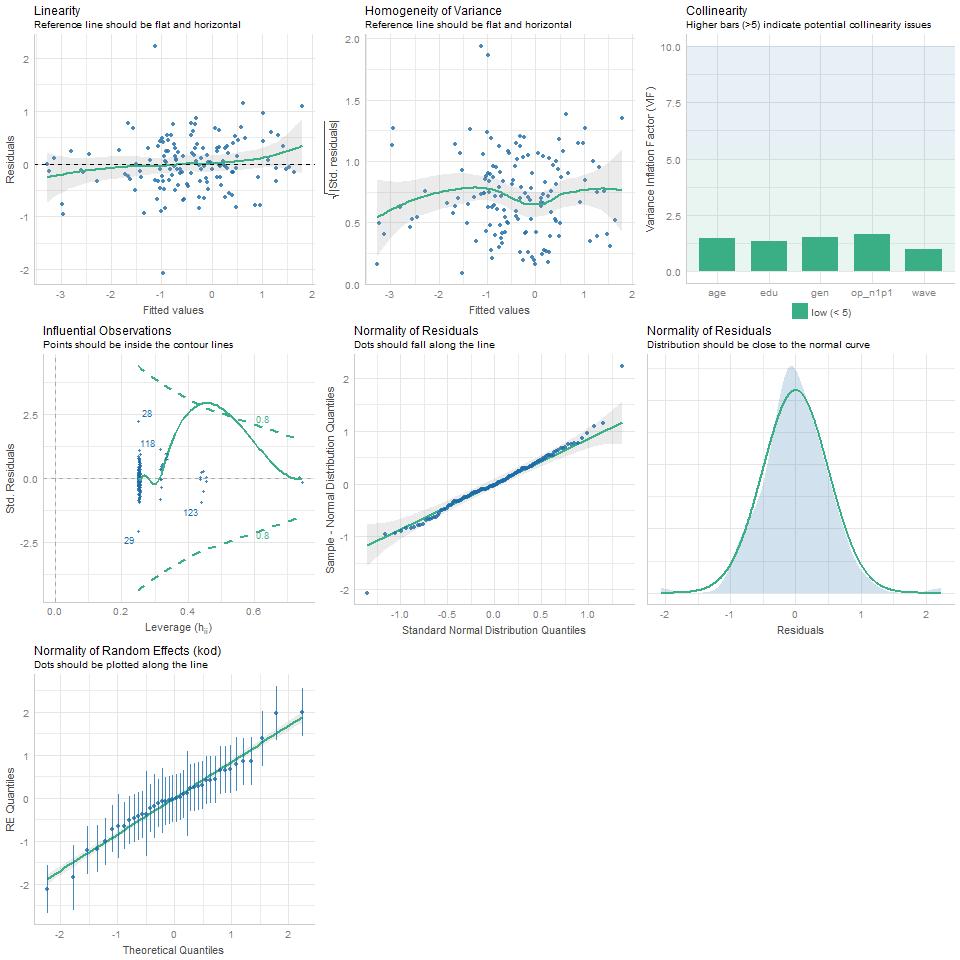 Linearity
Reference line should be flat and horizontal
2
1
0
-1
-2
Residuals
-3
-2
-1
0
1
2
Fitted values
Homogeneity of Variance
Reference line should be flat and horizontal
2.0
1.5
1.0
0.5
0.0
√|Std. residuals|
-3
-2
-1
0
1
2
Fitted values
Collinearity
Higher bars (>5) indicate potential collinearity issues
10.0
7.5
5.0
2.5
0.0
Variance Inflation Factor (VIF)
age
edu
gen
op_n1p1
wave
low (< 5)
Influential Observations
Points should be inside the contour lines
2.5
0.0
-2.5
Std. Residuals
28
118
123
29
0.8
0.8
0.0
0.2
0.4
0.6
Leverage (hii)
Normality of Residuals
Dots should fall along the line
2
1
0
-1
-2
Sample - Normal Distribution Quantiles
-1.0
-0.5
0.0
0.5
1.0
Standard Normal Distribution Quantiles
Normality of Residuals
Distribution should be close to the normal curve
-2
-1
0
1
2
Residuals
Normality of Random Effects (kod)
Dots should be plotted along the line
2
1
0
-1
-2
RE Quantiles
-2
-1
0
1
2
Theoretical Quantiles